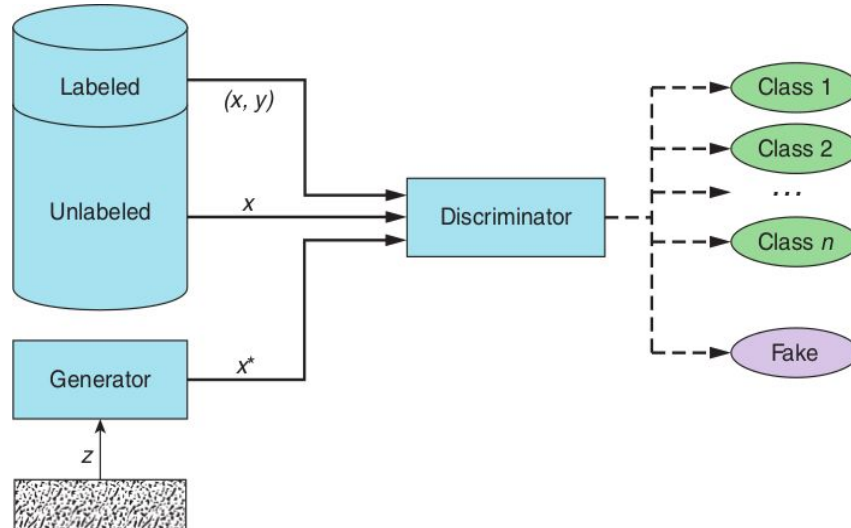 Labeled
(x, y)
Unlabeled
x
Generator
x*
z
Discriminator
Class 1
Class 2
...
Class n
Fake